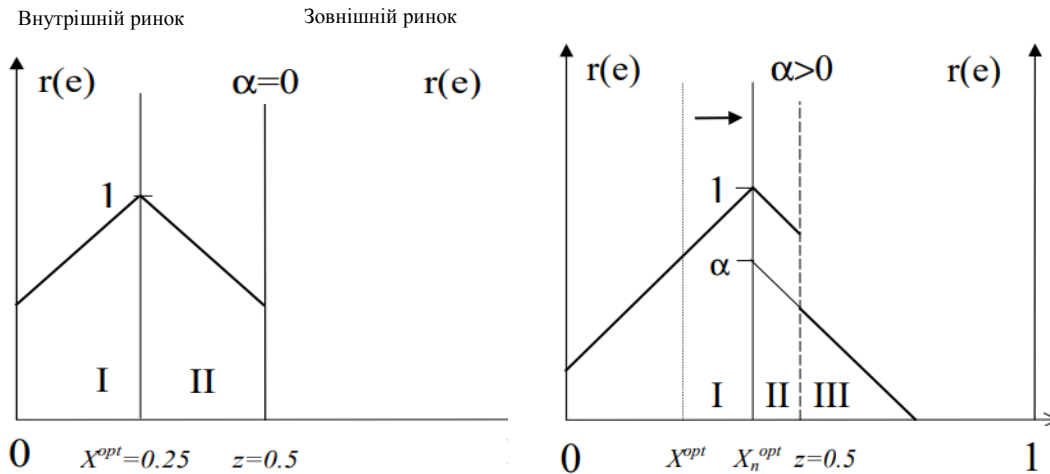 Внутрішній ринок Зовнішній ринок
r(e) α=0 r(e)
1
I II
0 X^opt=0.25 z=0.5
r(e) α>0 r(e)
1
α
I II III
0 X^opt X_n^opt z=0.5 1